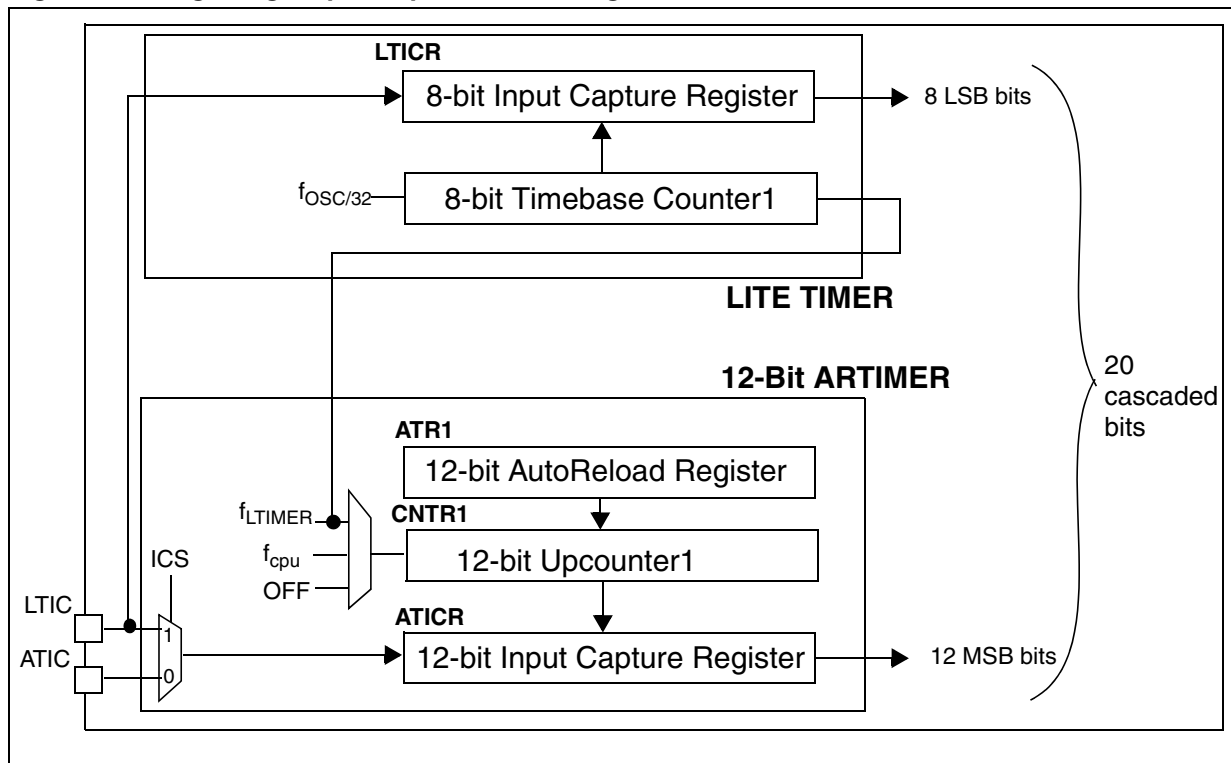 LTICR
8-bit Input Capture Register
8 LSB bits
fOSC/32
8-bit Timebase Counter1
LITE TIMER
12-Bit ARTIMER
20
cascaded
bits
ATR1
12-bit AutoReload Register
fLTIMER
CNTR1
fcpu
12-bit Upcounter1
OFF
ICS
LTIC
1
ATICR
ATIC
0
12-bit Input Capture Register
12 MSB bits